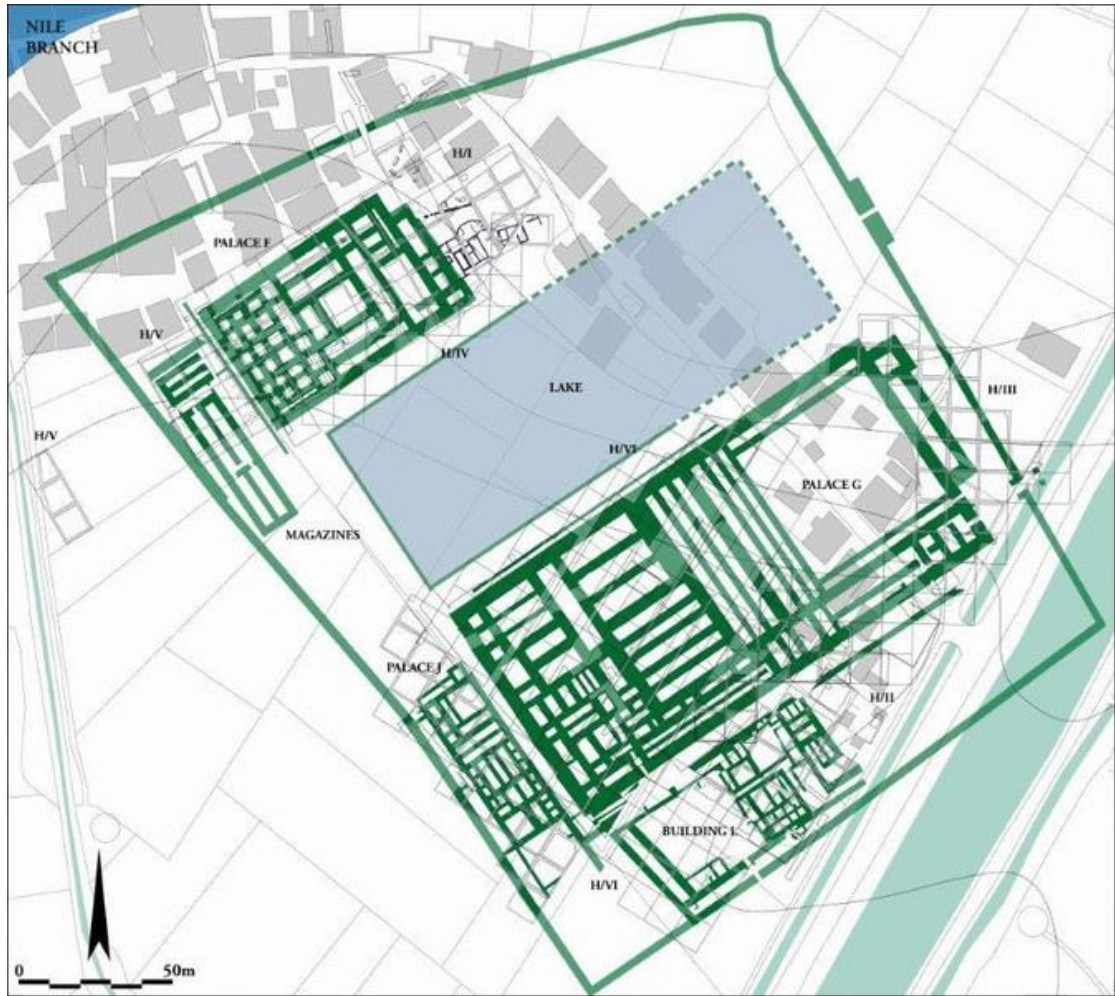 NILE
BRANCH
H/I
PALACE F
H/V
H/IV
LAKE
H/III
H/V
H/VI
PALACE G
MAGAZINES
PALACE J
H/II
BUILDING L
H/VI
0 50m